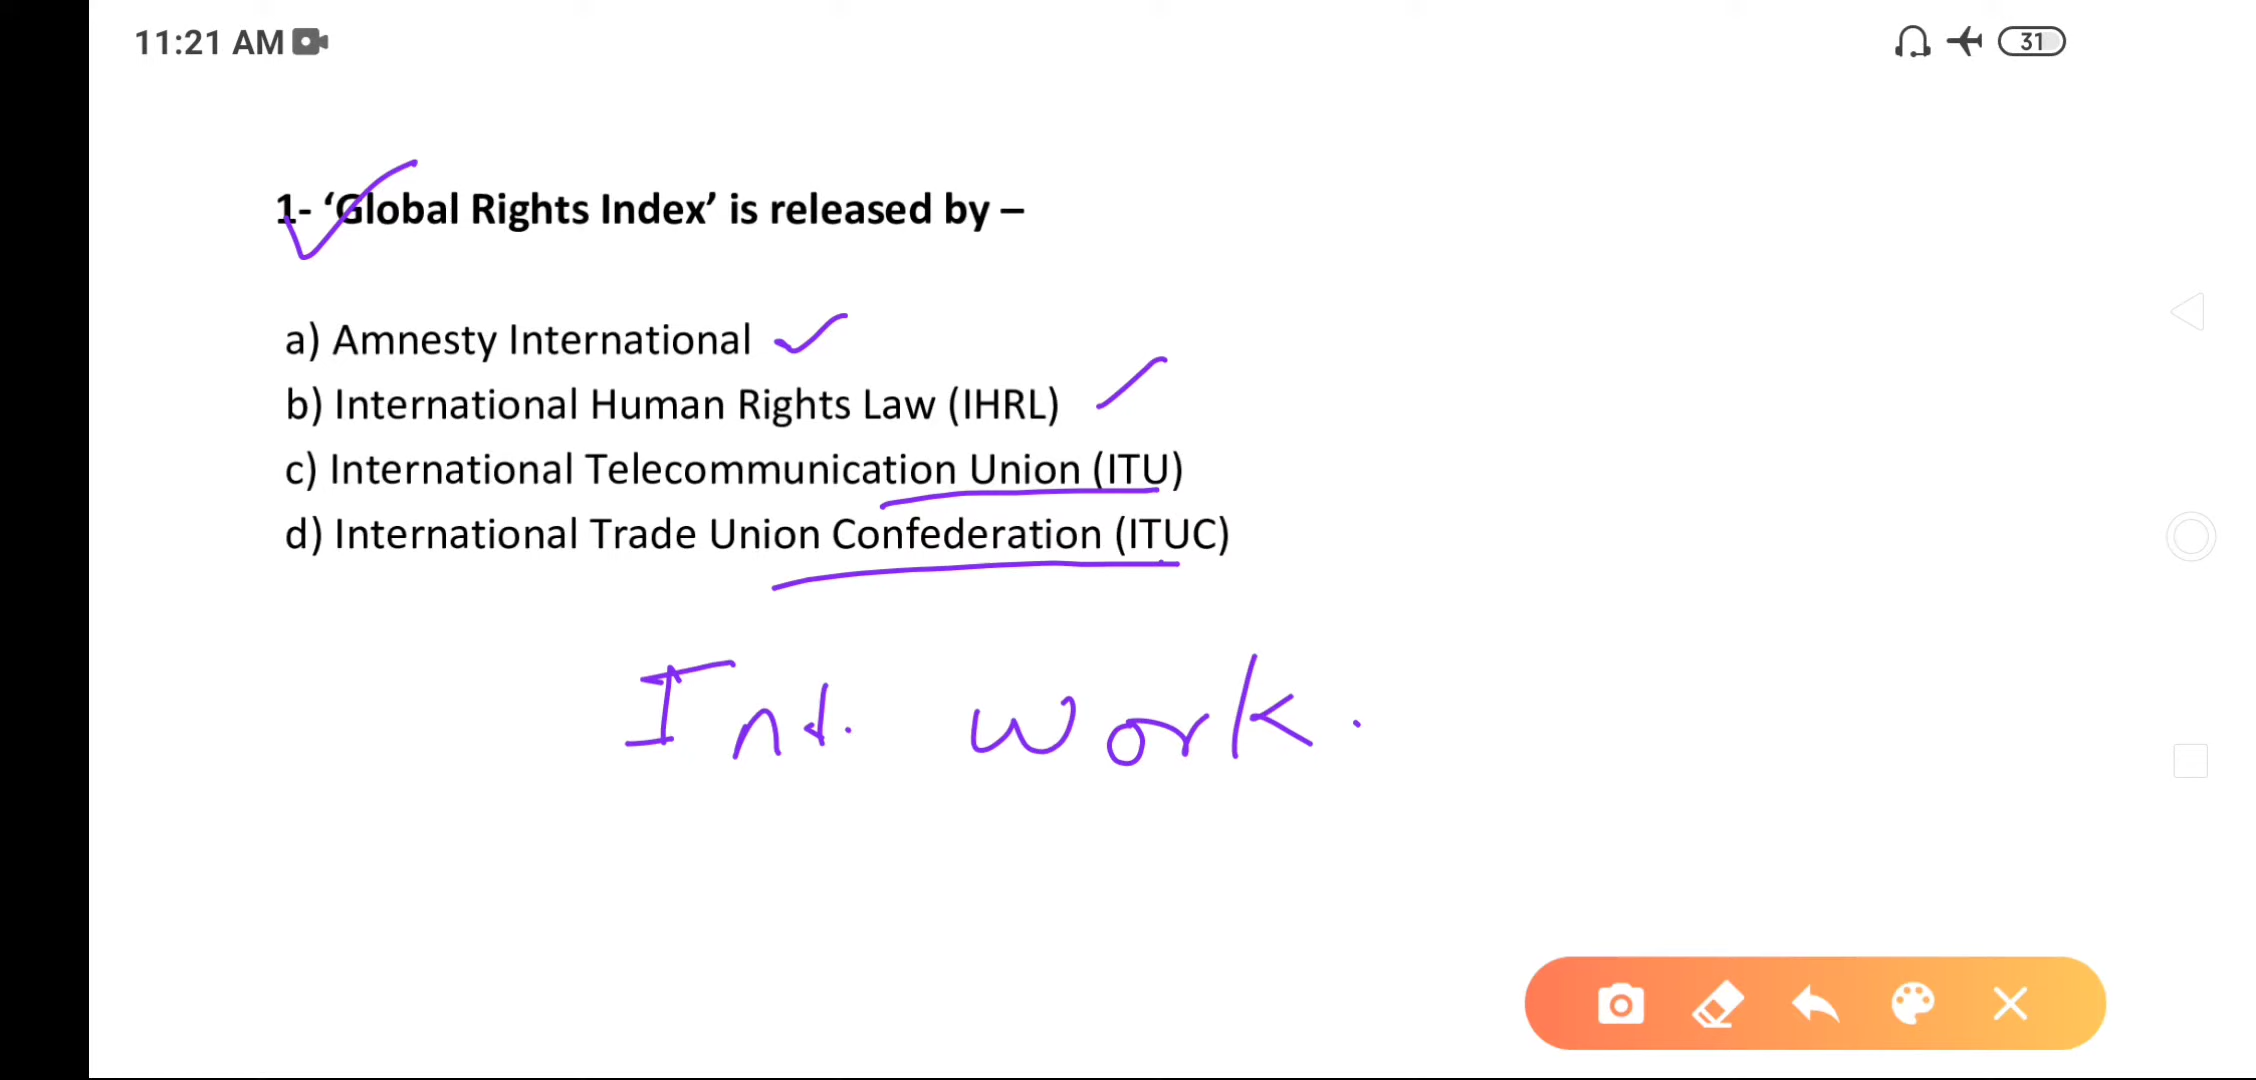 11:21 AM
31
1- ‘Global Rights Index’ is released by –
a) Amnesty International
b) International Human Rights Law (IHRL)
c) International Telecommunication Union (ITU)
d) International Trade Union Confederation (ITUC)
Int. Work.